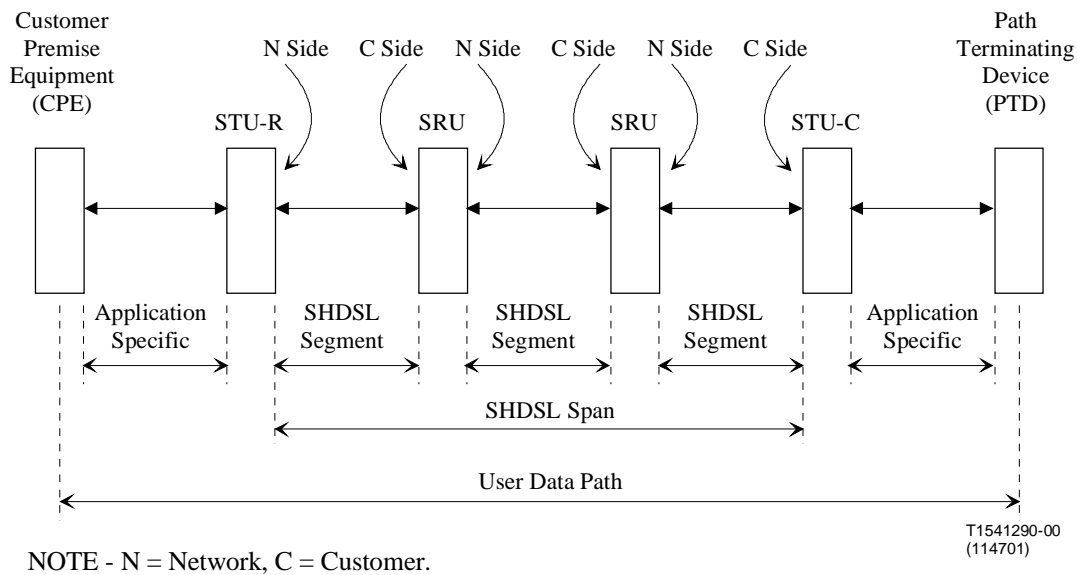 Customer
Premise
Equipment
(CPE)
Path
Terminating
Device
(PTD)
N Side
C Side
N Side
C Side
N Side
C Side
STU-R
SRU
SRU
STU-C
Application
Specific
SHDSL
Segment
SHDSL
Segment
SHDSL
Segment
Application
Specific
SHDSL Span
User Data Path
T1541290-00
(114701)
NOTE - N = Network, C = Customer.